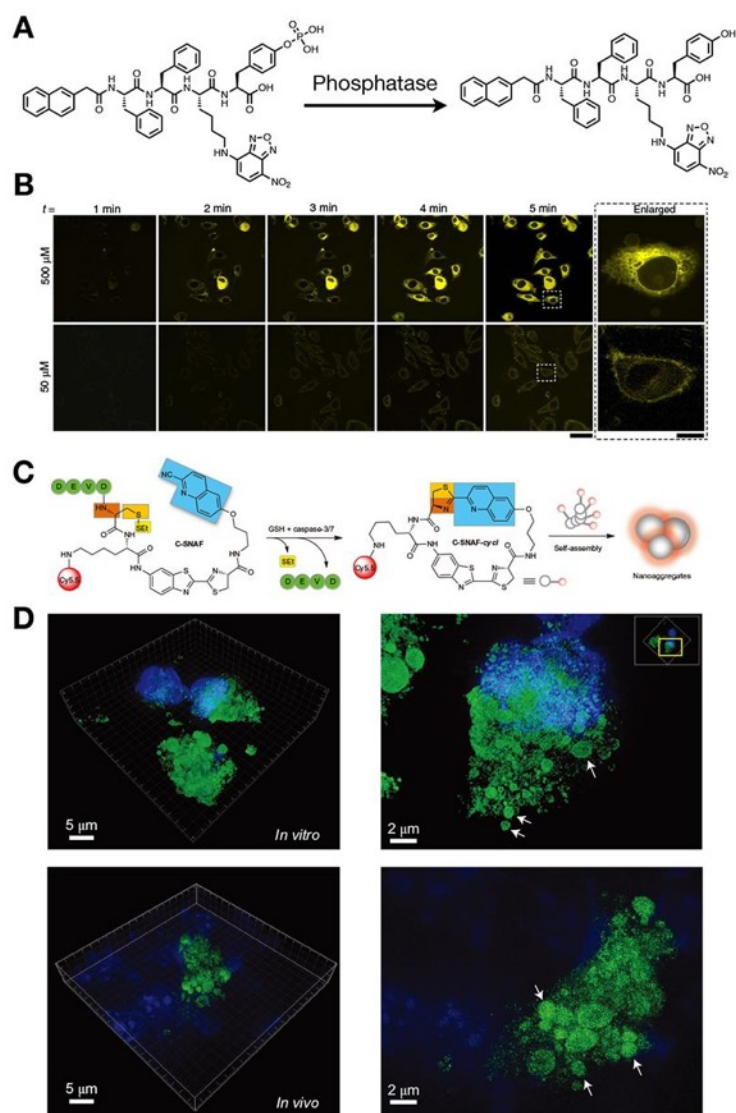 A
Phosphatase
B
t = 1 min 2 min 3 min 4 min 5 min Enlarged
500 μM
50 μM
C
D E V D
NC
C-SNAF
HN
S
SEt
O
NH
Cy5.5
GSH + caspase-3/7
SEt
D E V D
C-SNAF-cycl
Self-assembly
Nanoaggregates
D
5 μm
In vitro
2 μm
5 μm
In vivo
2 μm